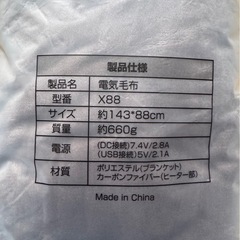 製品仕様
製品名 電気毛布
型番 X88
サイズ 約143*88cm
質量 約660g
電源 (DC接続)7.4V/2.8A
(USB接続)5V/2.1A
材質 ポリエステル(ブランケット)
カーボンファイバー(ヒーター部)
Made in China